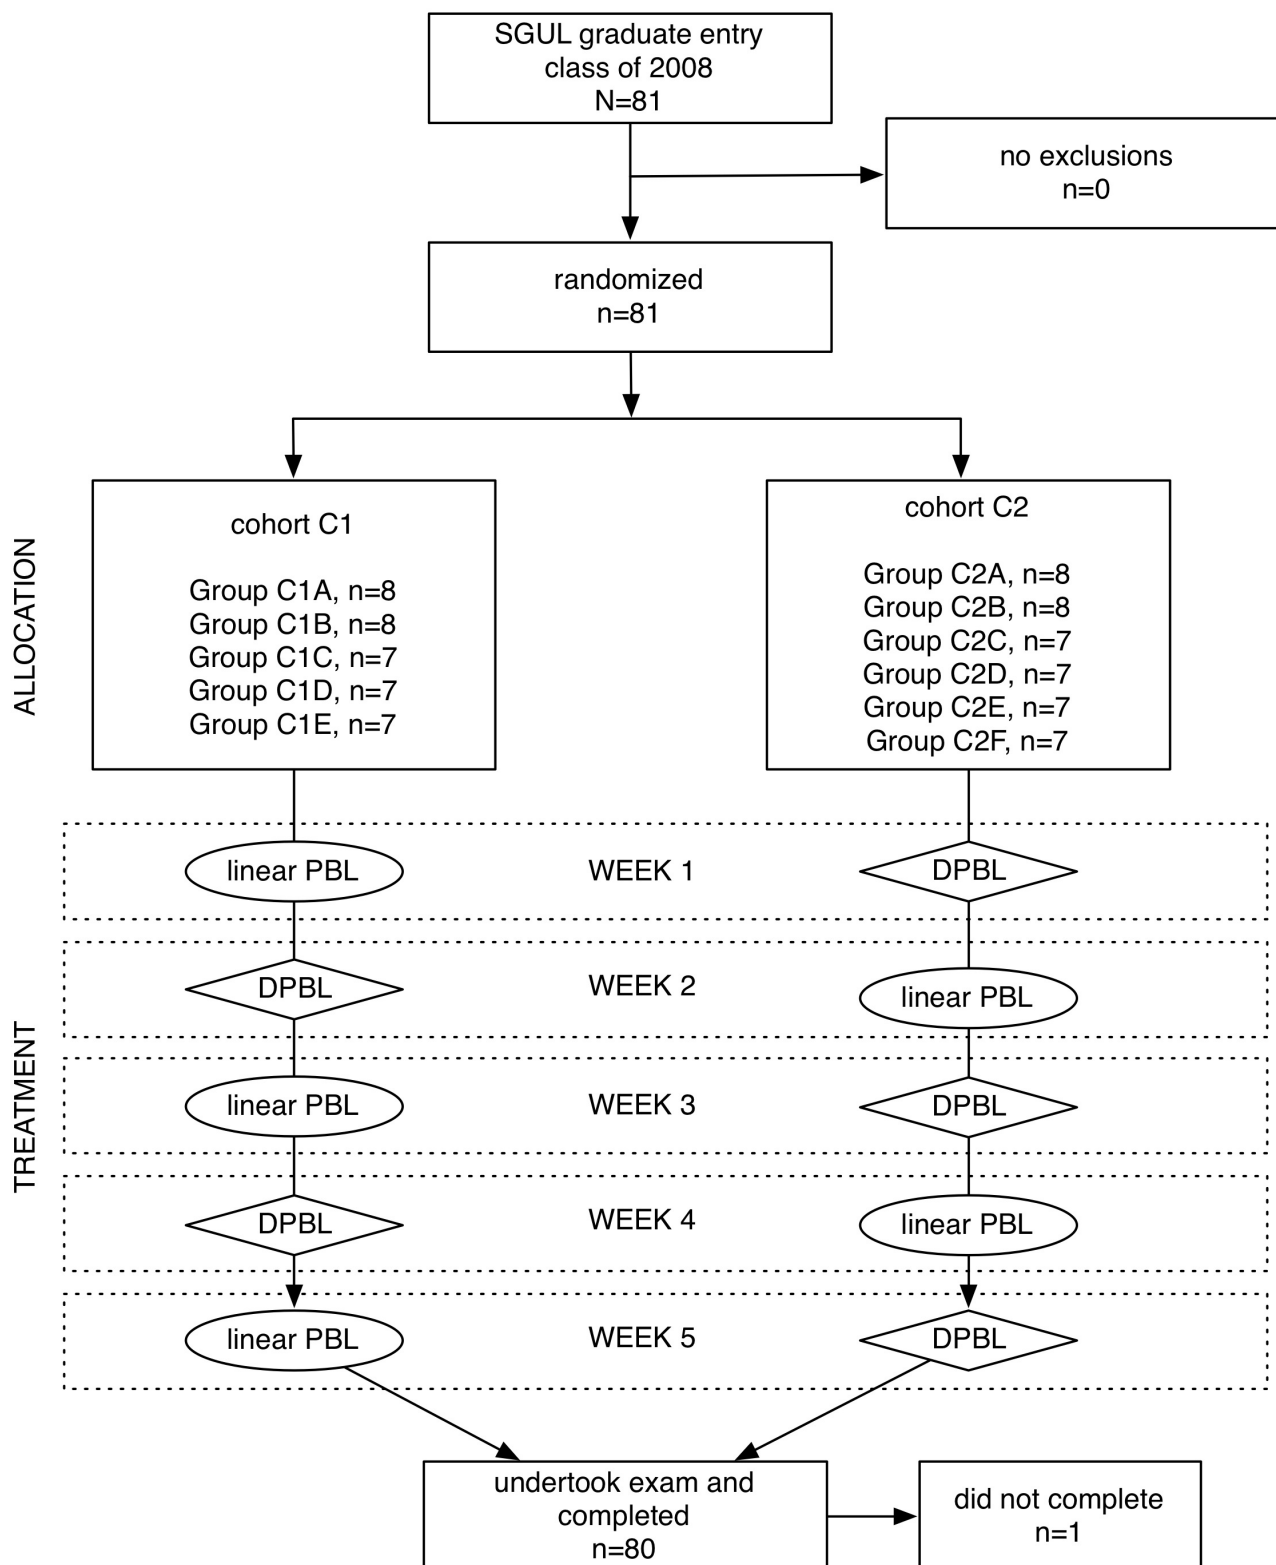 SGUL graduate entry
class of 2008
N=81
no exclusions
n=0
randomized
n=81
ALLOCATION
cohort C1
Group C1A, n=8
Group C1B, n=8
Group C1C, n=7
Group C1D, n=7
Group C1E, n=7
cohort C2
Group C2A, n=8
Group C2B, n=8
Group C2C, n=7
Group C2D, n=7
Group C2E, n=7
Group C2F, n=7
TREATMENT
linear PBL
WEEK 1
DPBL
DPBL
WEEK 2
linear PBL
linear PBL
WEEK 3
DPBL
DPBL
WEEK 4
linear PBL
linear PBL
WEEK 5
DPBL
undertook exam and
completed
n=80
did not complete
n=1